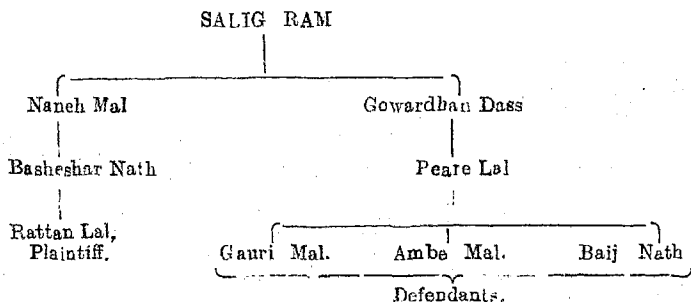 SALIG RAM
Naneh Mal Gowardhan Dass
Basheshar Nath Peare Lal
Rattan Lal,
Plaintiff.
Gauri Mal. Ambe Mal. Baij Nath
Defendants.